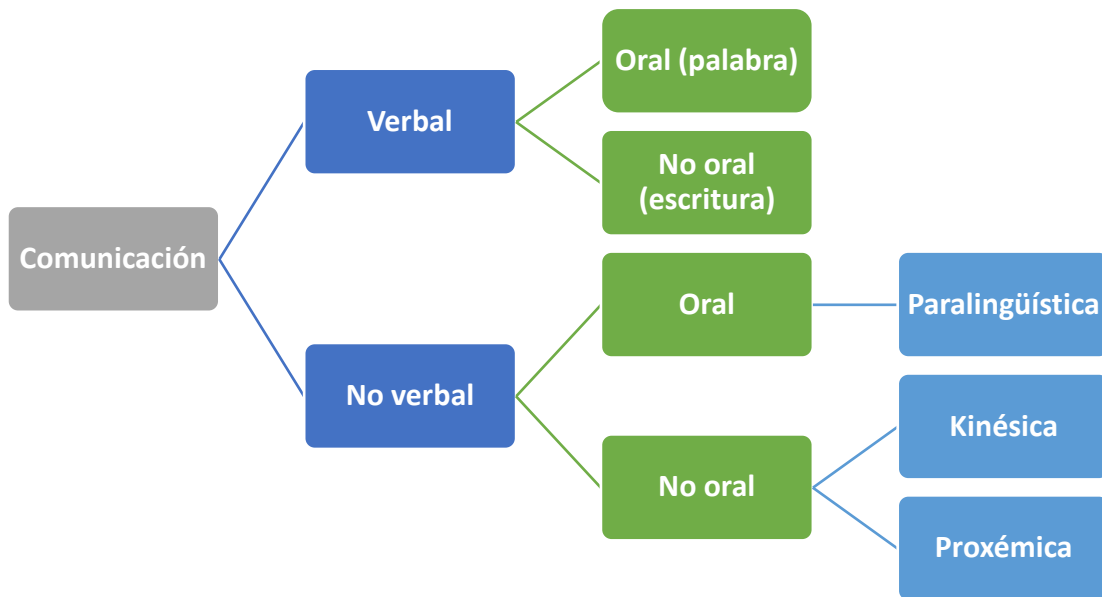 Comunicación
Verbal
Oral (palabra)
No oral
(escritura)
No verbal
Oral
Paralingüística
No oral
Kinésica
Proxémica